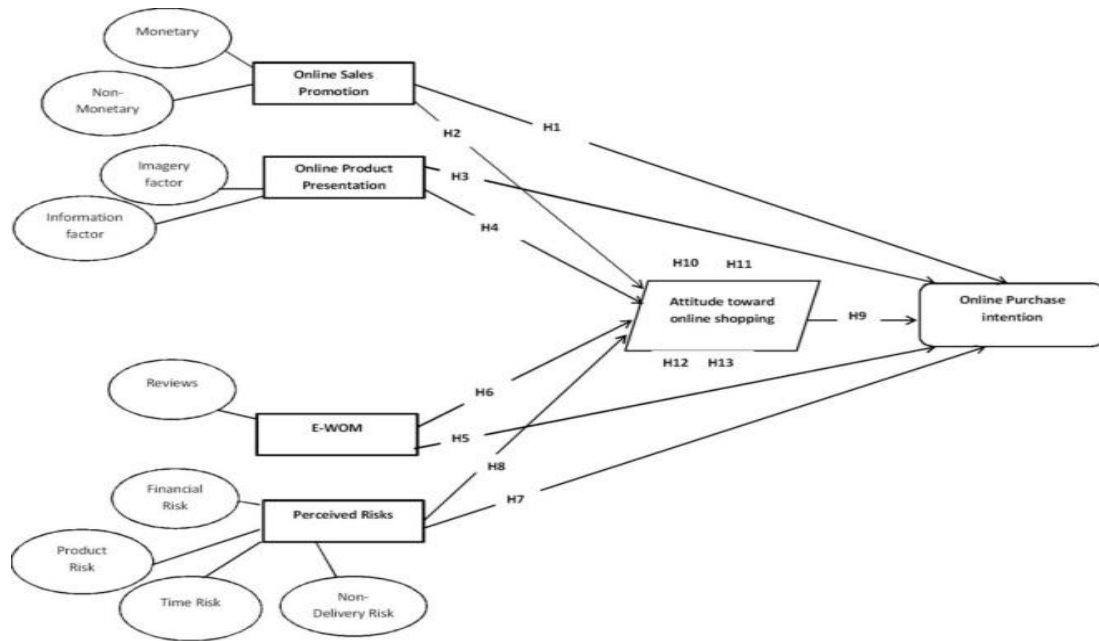 Monetary
Online Sales
Promotion
Non-
Monetary
H1
H2
Imagery
factor
Online Product
Presentation
H3
Information
factor
H4
H10 H11
Attitude toward
online shopping
H9
Online Purchase
intention
H12 H13
Reviews
H6
E-WOM
H5
H8
H7
Financial
Risk
Perceived Risks
Product
Risk
Time Risk
Non-
Delivery Risk